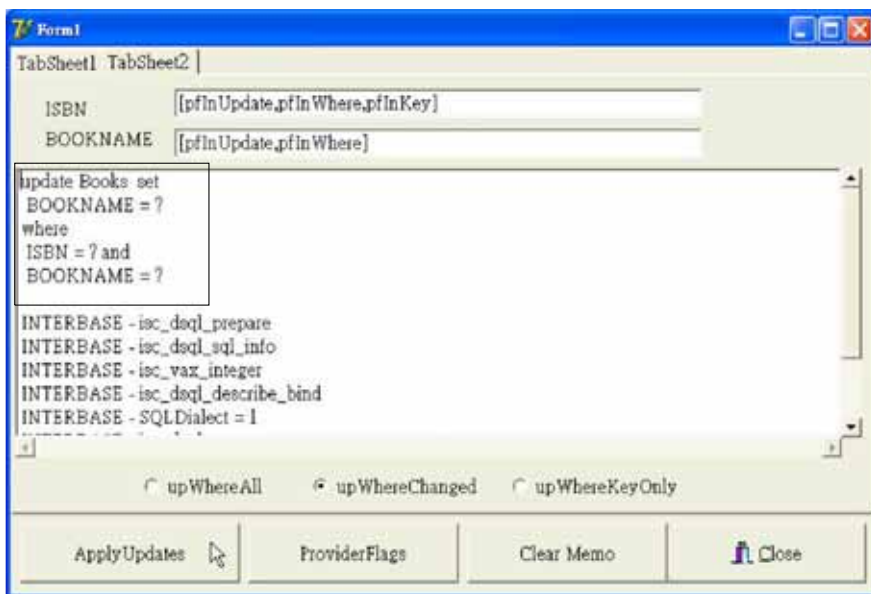 Form1
TabSheet1 TabSheet2
ISBN [pfInUpdate,pfInWhere,pfInKey]
BOOKNAME [pfInUpdate,pfInWhere]
update Books set
BOOKNAME = ?
where
ISBN = ? and
BOOKNAME = ?
INTERBASE - isc_dsql_prepare
INTERBASE - isc_dsql_sql_info
INTERBASE - isc_vax_integer
INTERBASE - isc_dsql_describe_bind
INTERBASE - SQLDialect = 1
upWhereAll upWhereChanged upWhereKeyOnly
ApplyUpdates ProviderFlags Clear Memo Close